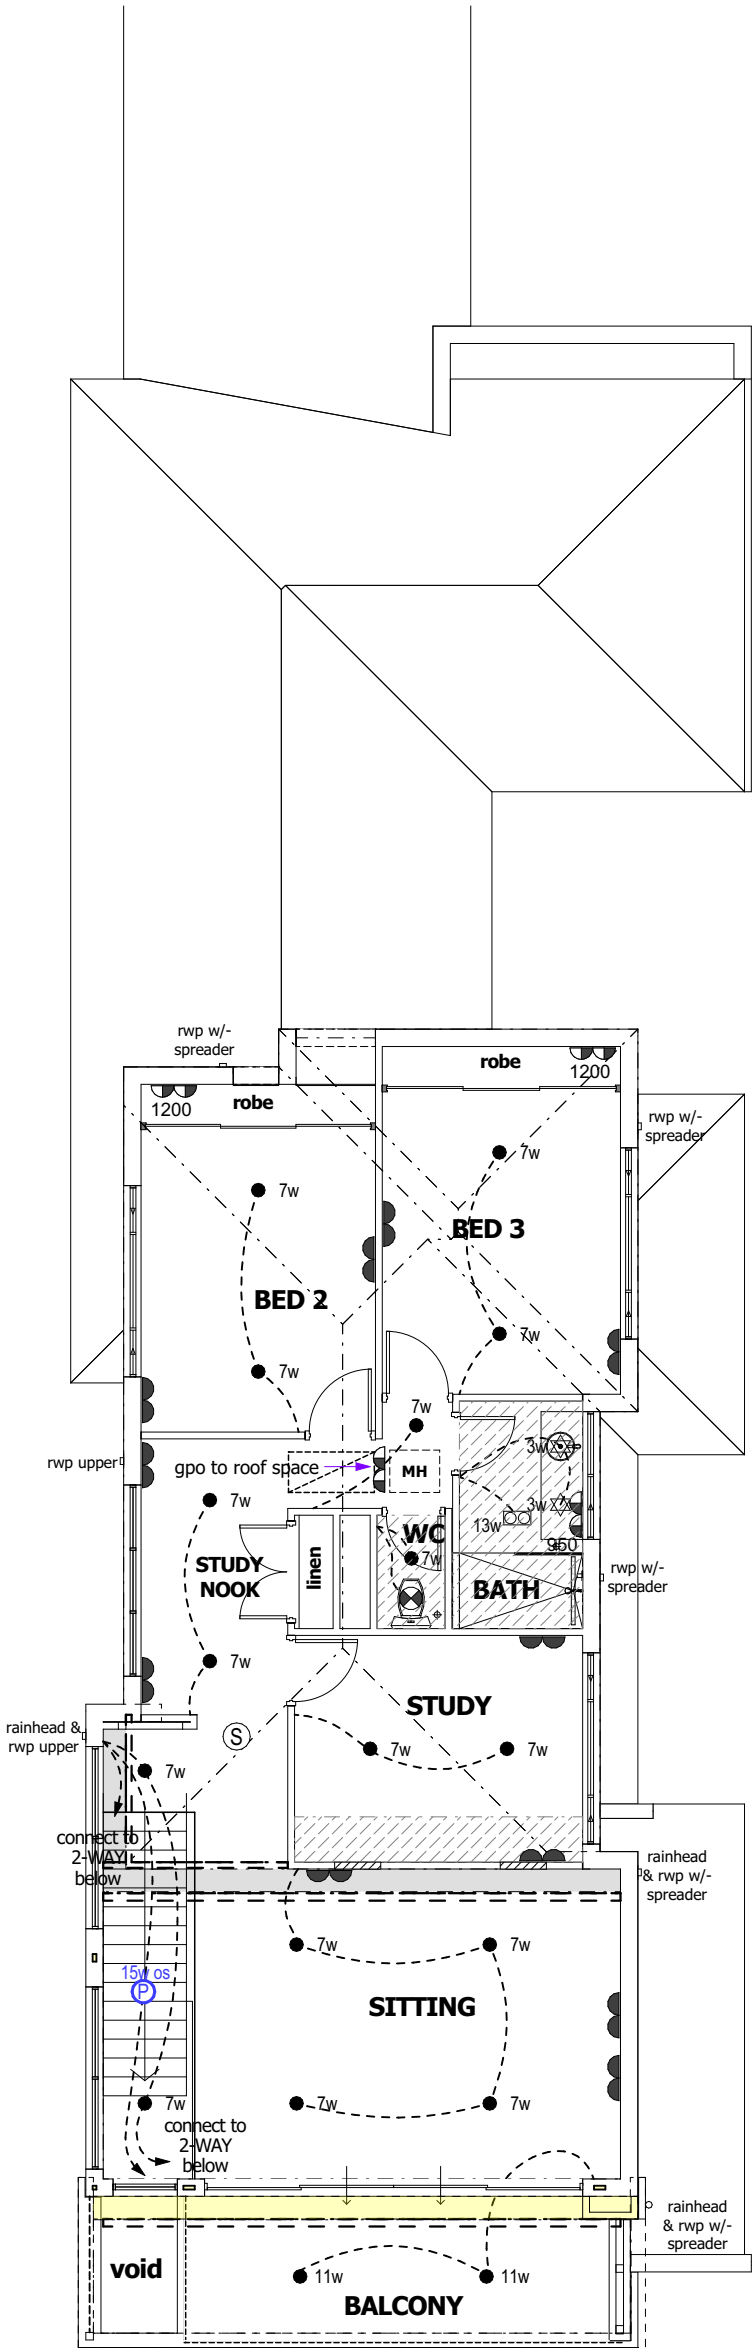 rwp w/-
spreader
robe
1200
robe
1200
rwp w/-
spreader
7w
7w
BED 3
BED 2
7w
7w
7w
rwp upper
gpo to roof space
MH
3w
7w
3w
13w
WC
950
7w
STUDY
NOOK
linen
BATH
rwp w/-
spreader
7w
STUDY
rainhead &
rwp upper
S
7w
7w
7w
connect to
2-WAY
below
rainhead
& rwp w/-
spreader
7w
7w
15w os
P
SITTING
7w
7w
7w
connect to
2-WAY
below
rainhead
& rwp w/-
spreader
void
11w
11w
BALCONY